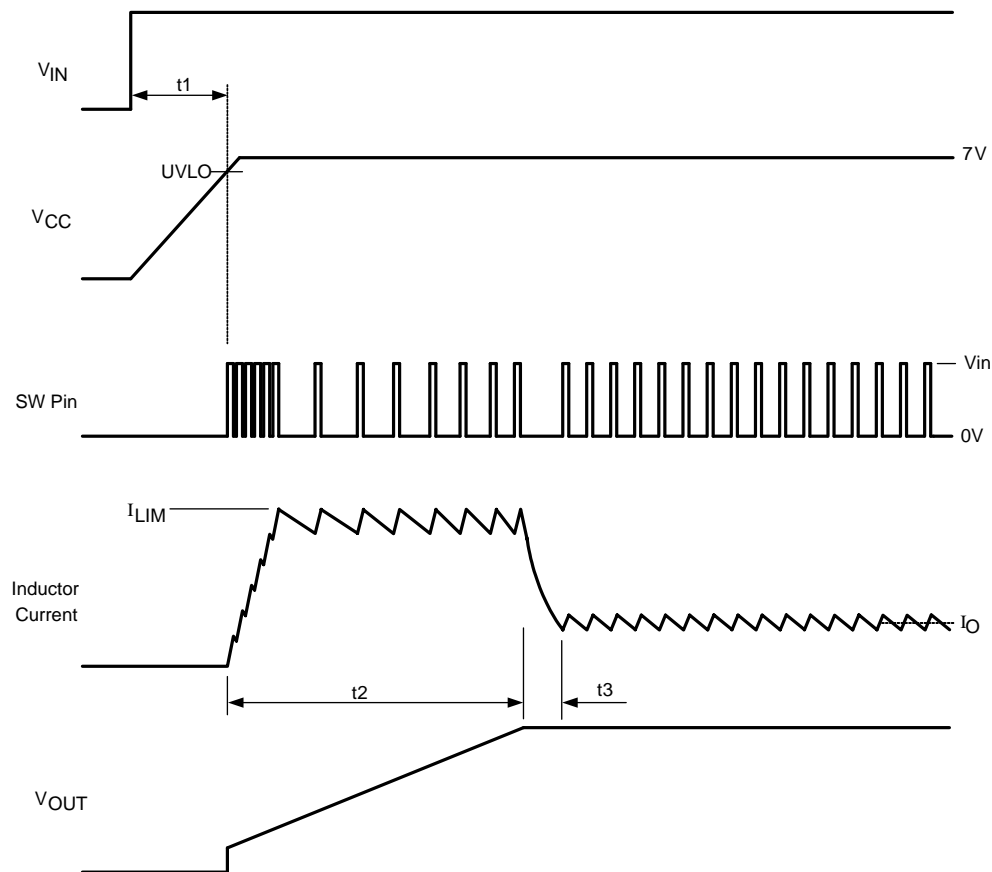 VIN
t1
7V
UVLO
VCC
Vin
SW Pin
0V
ILIM
Inductor
Current
IO
t2
t3
VOUT